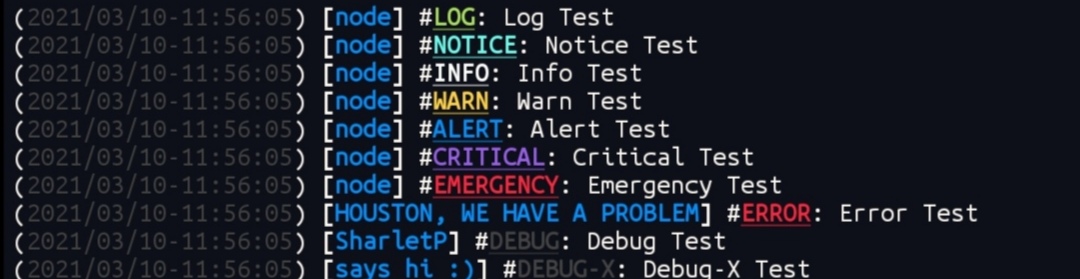 (2021/03/10-11:56:05) [node] #LOG: Log Test
(2021/03/10-11:56:05) [node] #NOTICE: Notice Test
(2021/03/10-11:56:05) [node] #INFO: Info Test
(2021/03/10-11:56:05) [node] #WARN: Warn Test
(2021/03/10-11:56:05) [node] #ALERT: Alert Test
(2021/03/10-11:56:05) [node] #CRITICAL: Critical Test
(2021/03/10-11:56:05) [node] #EMERGENCY: Emergency Test
(2021/03/10-11:56:05) [HOUSTON, WE HAVE A PROBLEM] #ERROR: Error Test
(2021/03/10-11:56:05) [SharletP] #DEBUG: Debug Test
(2021/03/10-11:56:05) [says hi :)] #DEBUG-X: Debug-X Test